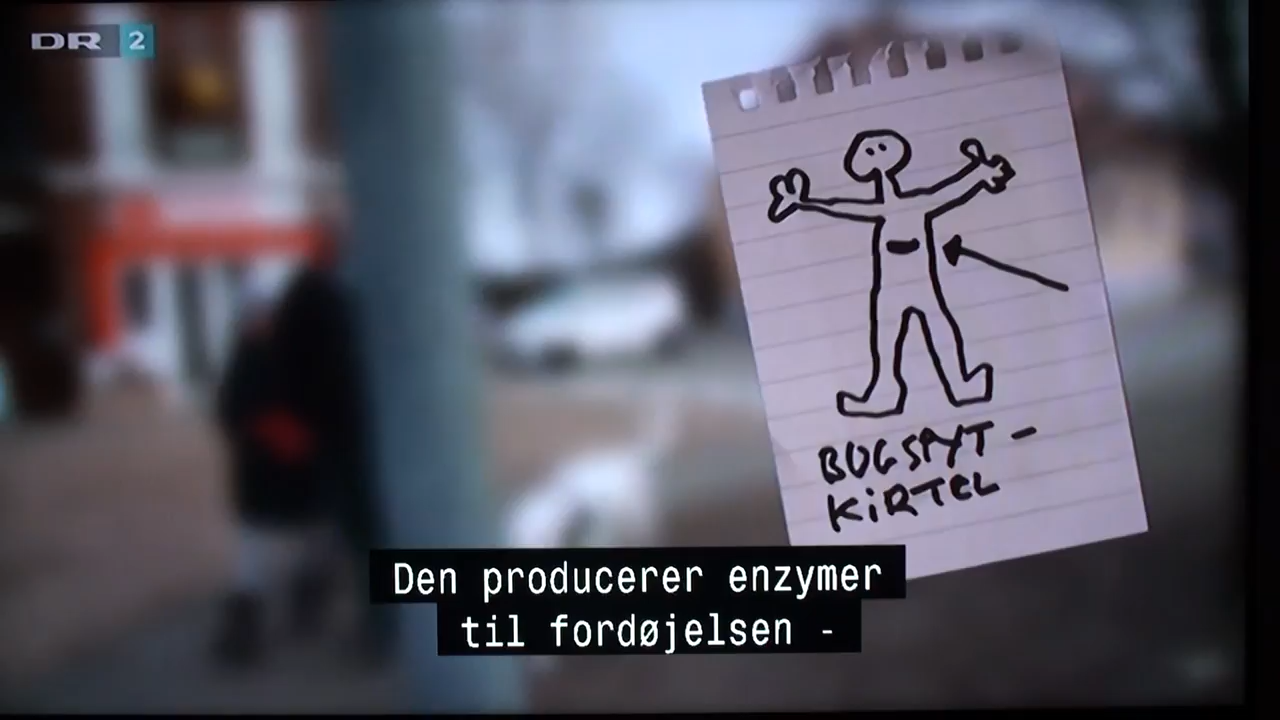 DR 2
BUGSPYT-
KiRTEL
Den producerer enzymer
til fordøjelsen -